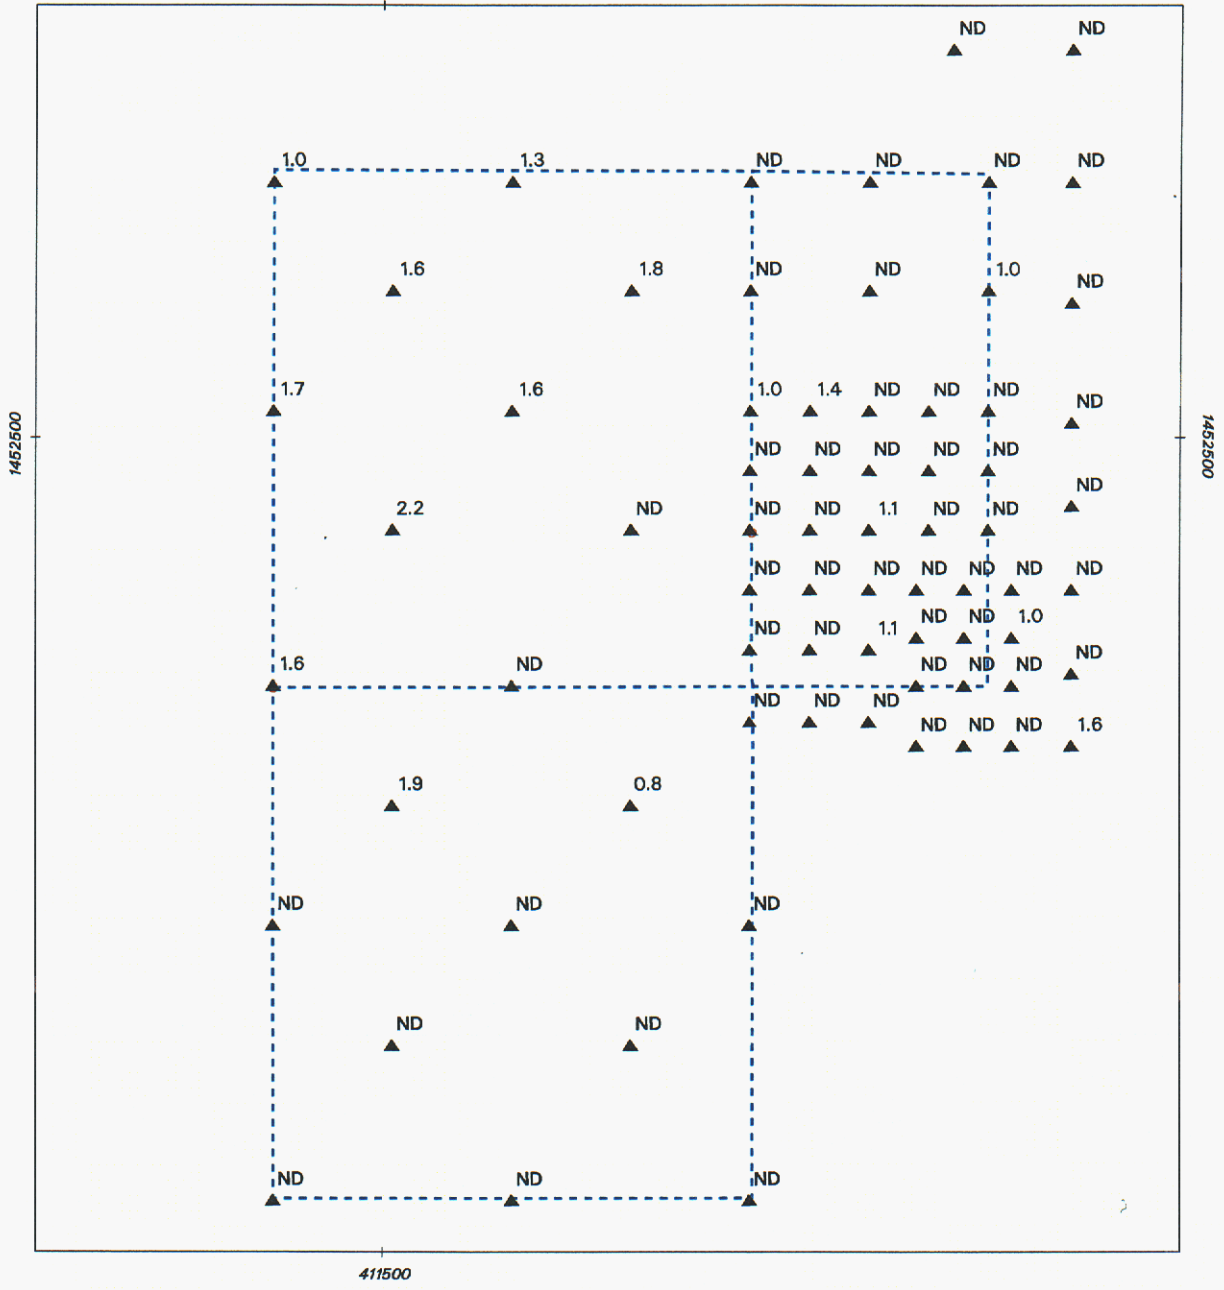 ND ND
1.0 1.3 ND ND ND ND
1.6 1.8 ND ND 1.0 ND
1.7 1.6 1.0 1.4 ND ND ND ND
1452500 1452500
ND ND ND ND ND
ND
2.2 ND ND ND 1.1 ND ND
ND ND ND ND ND ND ND
ND ND 1.1 ND ND 1.0
1.6 ND ND ND ND ND
ND ND ND
ND ND ND 1.6
1.9 0.8
ND ND ND
ND ND
ND ND ND
411500